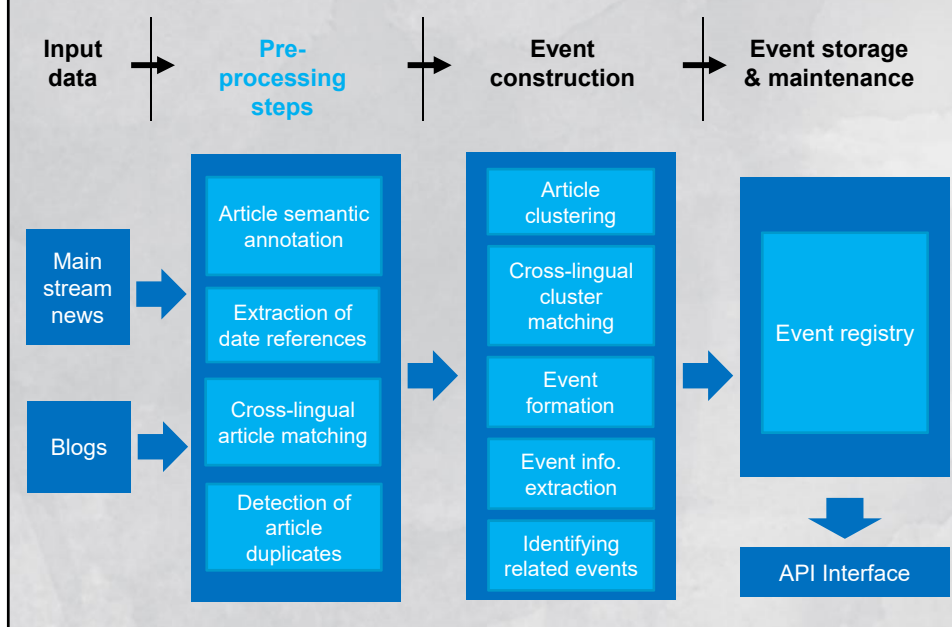 Input
data
Pre-
processing
steps
Event
construction
Event storage
& maintenance
Main
stream
news
Blogs
Article semantic
annotation
Extraction of
date references
Cross-lingual
article matching
Detection of
article
duplicates
Article
clustering
Cross-lingual
cluster
matching
Event
formation
Event info.
extraction
Identifying
related events
Event registry
API Interface